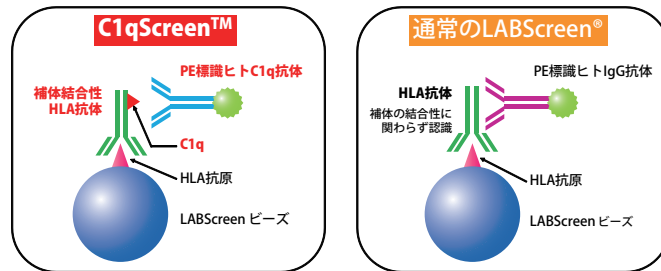 C1qScreen™
補体結合性
HLA抗体
PE標識ヒトC1q抗体
C1q
HLA抗原
LABScreen ビーズ
通常のLABScreen®
HLA抗体
補体の結合性に
関わらず認識
PE標識ヒトIgG抗体
HLA抗原
LABScreen ビーズ